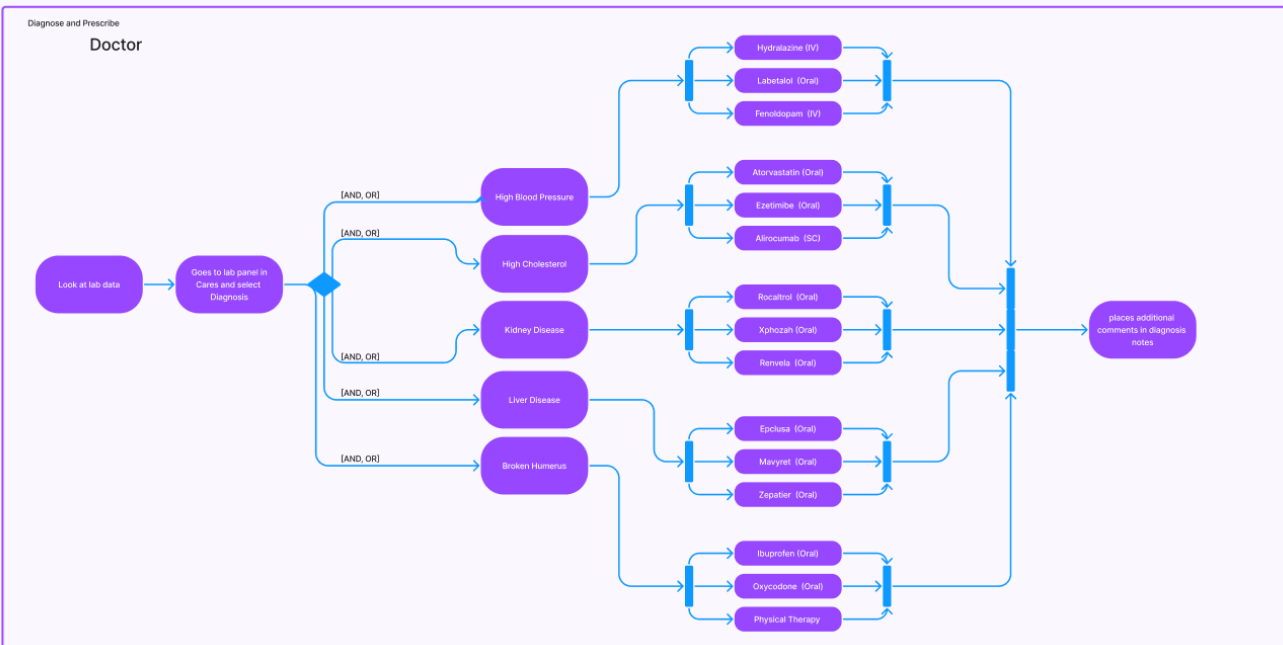 Diagnose and Prescribe
Doctor
Look at lab data
Goes to lab panel in
Cares and select
Diagnosis
[AND, OR]
High Blood Pressure
Hydralazine (IV)
Labetalol (Oral)
Fenoldopam (IV)
[AND, OR]
High Cholesterol
Atorvastatin (Oral)
Ezetimibe (Oral)
Alirocumab (SC)
[AND, OR]
Kidney Disease
Rocaltrol (Oral)
Xphozah (Oral)
Renvela (Oral)
[AND, OR]
Liver Disease
Epclusa (Oral)
Mavyret (Oral)
Zepatier (Oral)
[AND, OR]
Broken Humerus
Ibuprofen (Oral)
Oxycodone (Oral)
Physical Therapy
places additional
comments in diagnosis
notes